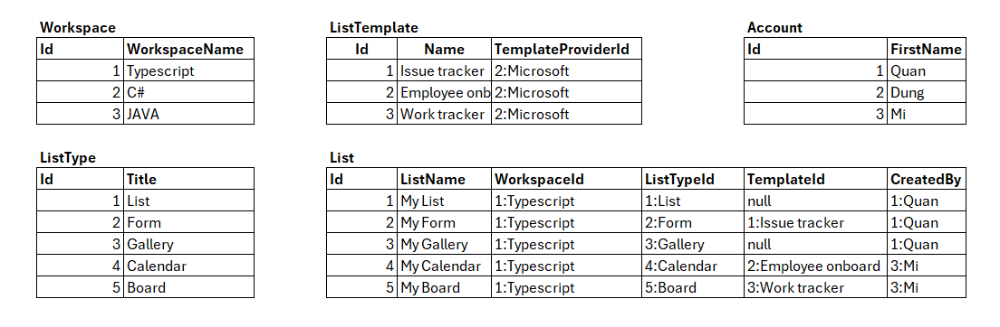 Workspace
Id WorkspaceName
1 Typescript
2 C#
3 JAVA
ListTemplate
Id Name TemplateProviderId
1 Issue tracker 2:Microsoft
2 Employee onb 2:Microsoft
3 Work tracker 2:Microsoft
Account
Id FirstName
1 Quan
2 Dung
3 Mi
ListType
Id Title
1 List
2 Form
3 Gallery
4 Calendar
5 Board
List
Id ListName WorkspaceId ListTypeId TemplateId CreatedBy
1 My List 1:Typescript 1:List null 1:Quan
2 My Form 1:Typescript 2:Form 1:Issue tracker 1:Quan
3 My Gallery 1:Typescript 3:Gallery null 1:Quan
4 My Calendar 1:Typescript 4:Calendar 2:Employee onboard 3:Mi
5 My Board 1:Typescript 5:Board 3:Work tracker 3:Mi